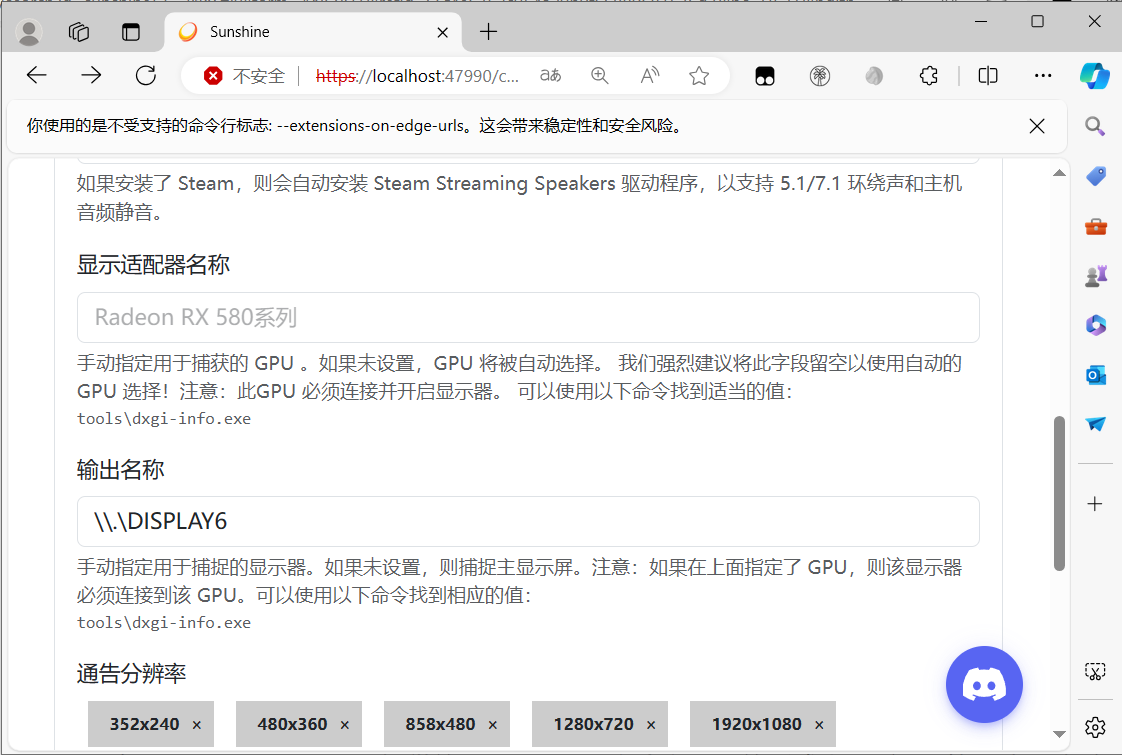 Sunshine
不安全
https://localhost:47990/c...
你使用的是不受支持的命令行标志: --extensions-on-edge-urls。这会带来稳定性和安全风险。
如果安装了 Steam，则会自动安装 Steam Streaming Speakers 驱动程序，以支持 5.1/7.1 环绕声和主机
音频静音。
显示适配器名称
Radeon RX 580系列
手动指定用于捕获的 GPU 。如果未设置，GPU 将被自动选择。 我们强烈建议将此字段留空以使用自动的
GPU 选择！注意：此GPU 必须连接并开启显示器。 可以使用以下命令找到适当的值：
tools\dxgi-info.exe
输出名称
\\.\DISPLAY6
手动指定用于捕捉的显示器。如果未设置，则捕捉主显示屏。注意：如果在上面指定了 GPU，则该显示器
必须连接到该 GPU。可以使用以下命令找到相应的值：
tools\dxgi-info.exe
通告分辨率
352x240 × 480x360 × 858x480 × 1280x720 × 1920x1080 ×